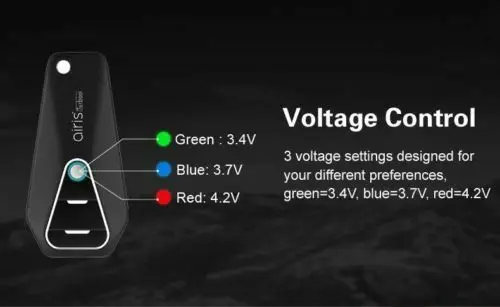 airis
Turboo
Green : 3.4V
Blue: 3.7V
Red: 4.2V
Voltage Control
3 voltage settings designed for
your different preferences,
green=3.4V, blue=3.7V, red=4.2V